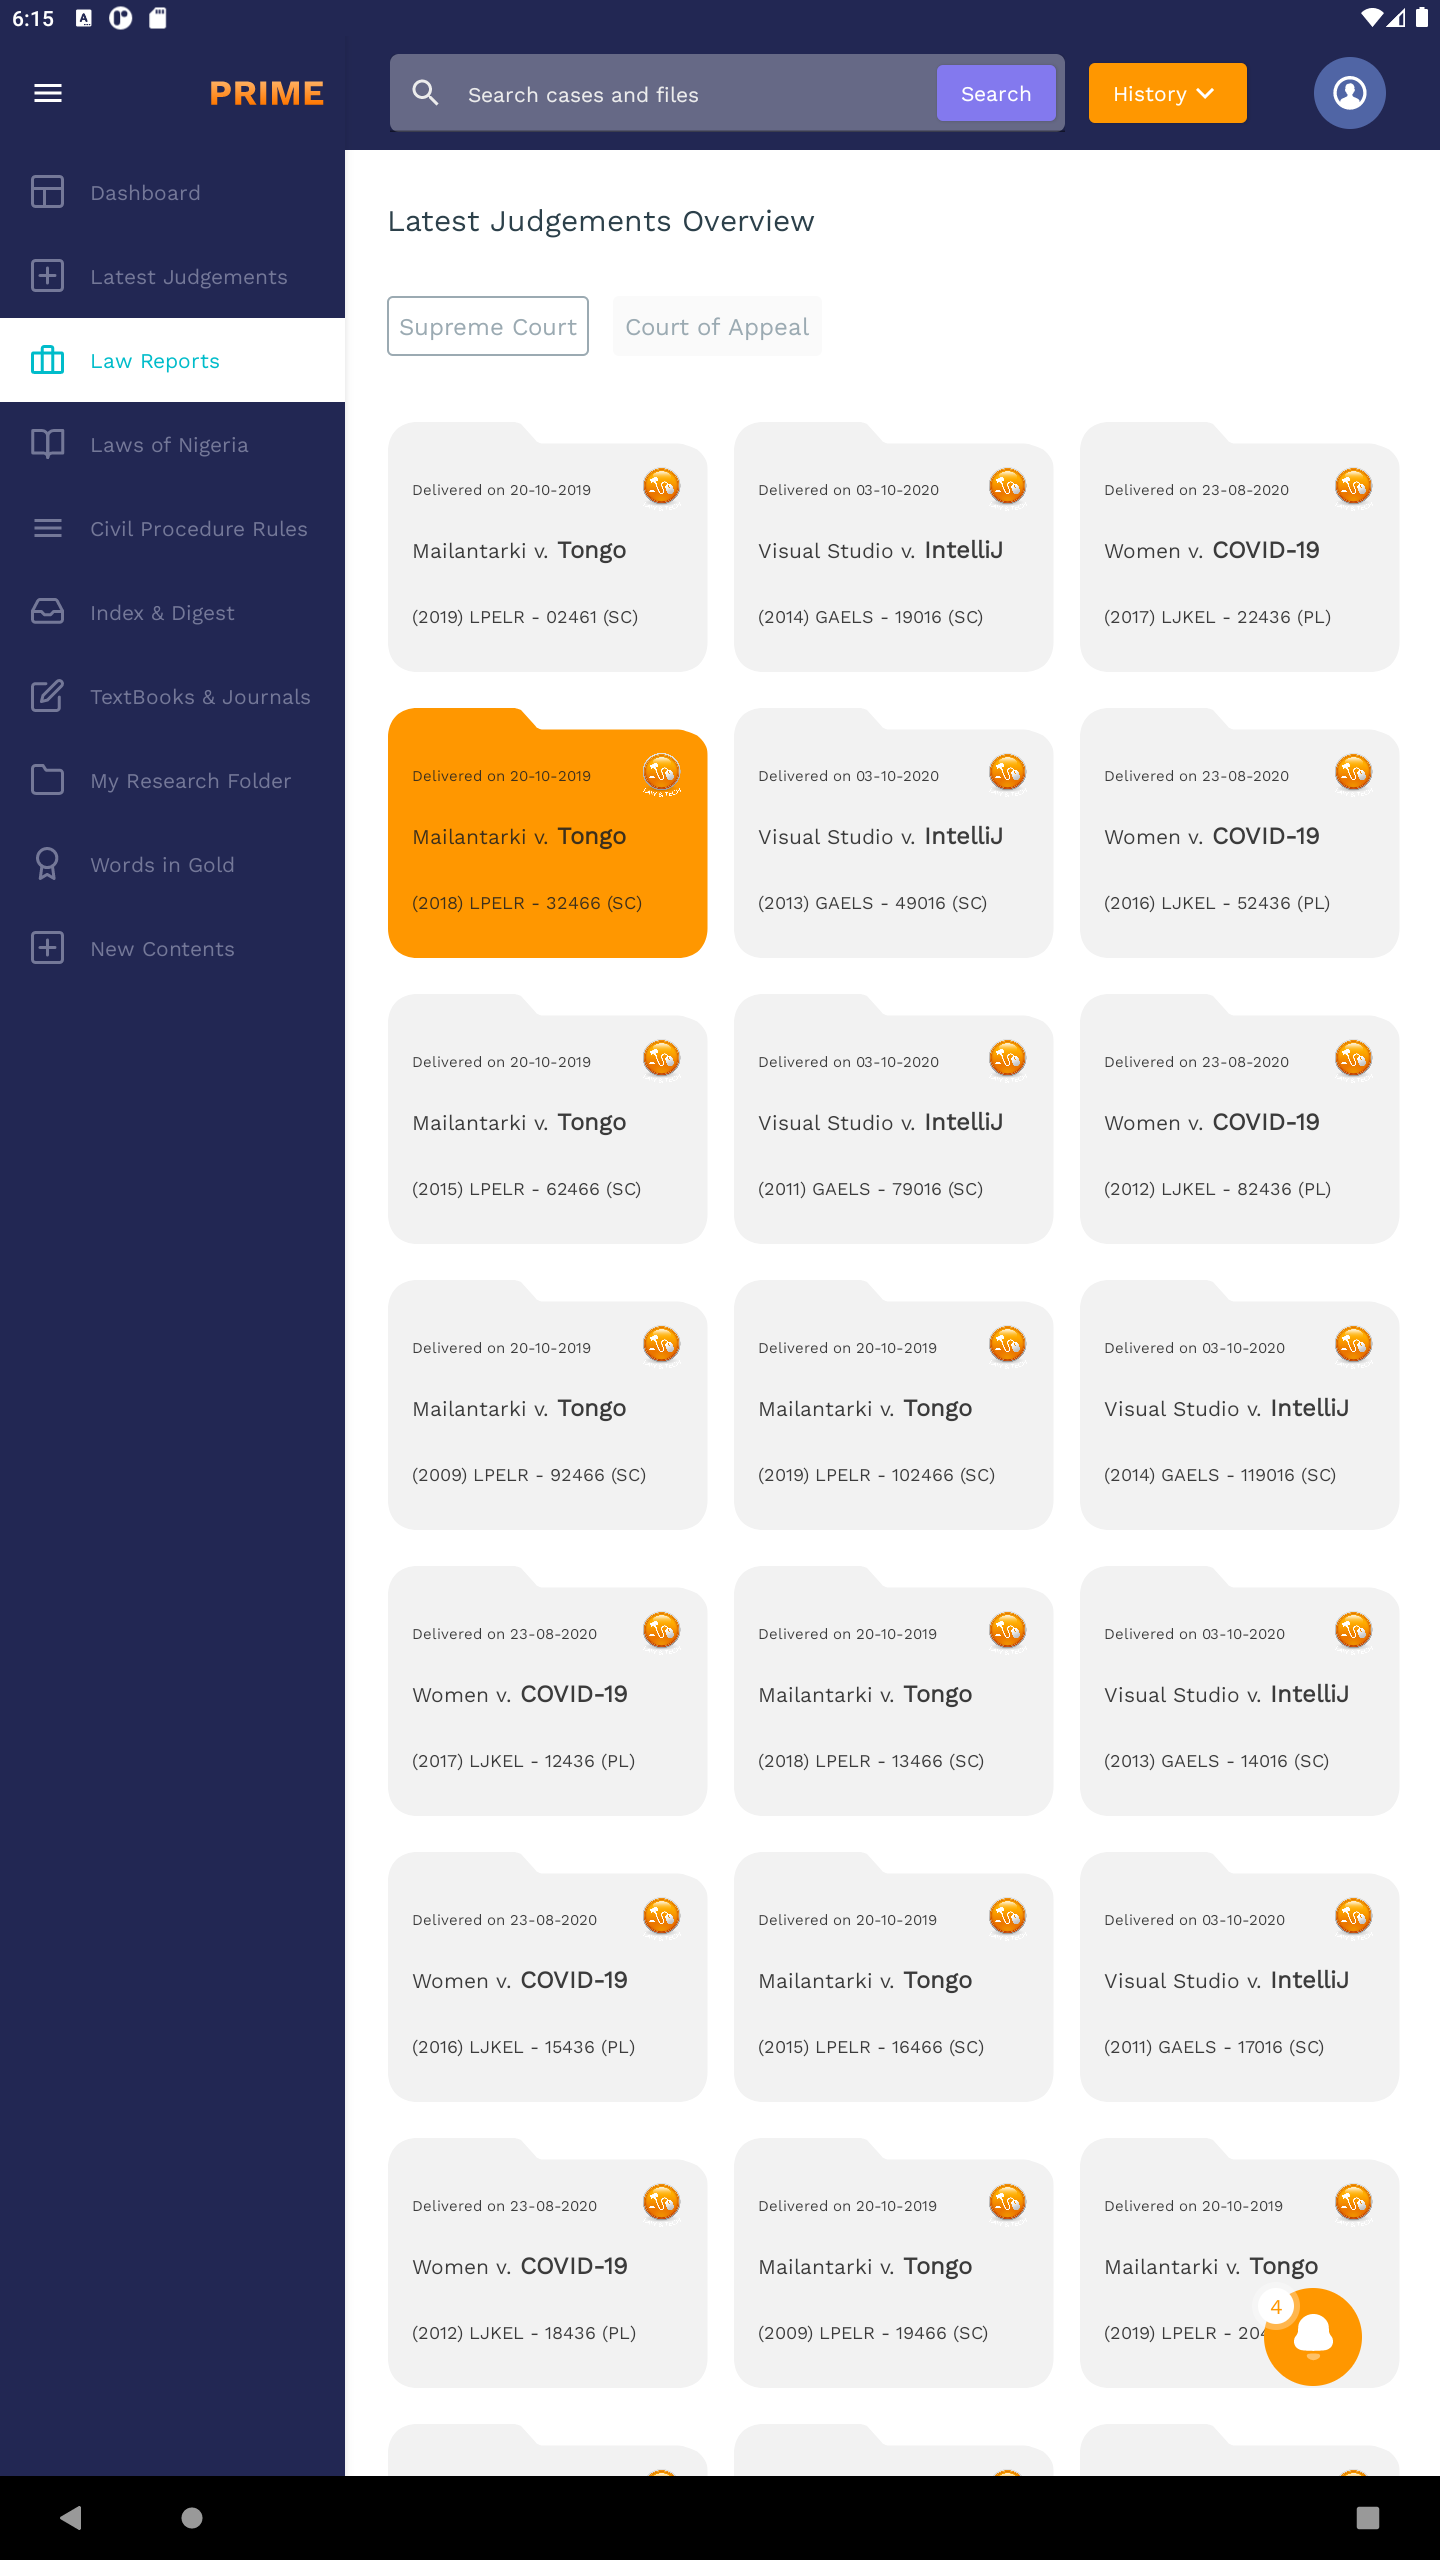 6:15
PRIME
Search cases and files
Search
History
Dashboard
Latest Judgements
Law Reports
Laws of Nigeria
Civil Procedure Rules
Index & Digest
TextBooks & Journals
My Research Folder
Words in Gold
New Contents
Latest Judgements Overview
Supreme Court
Court of Appeal
Delivered on 20-10-2019
Mailantarki v. Tongo
(2019) LPELR - 02461 (SC)
Delivered on 03-10-2020
Visual Studio v. IntelliJ
(2014) GAELS - 19016 (SC)
Delivered on 23-08-2020
Women v. COVID-19
(2017) LJKEL - 22436 (PL)
Delivered on 20-10-2019
LAW & TECH
Mailantarki v. Tongo
(2018) LPELR - 32466 (SC)
Delivered on 03-10-2020
Visual Studio v. IntelliJ
(2013) GAELS - 49016 (SC)
Delivered on 23-08-2020
Women v. COVID-19
(2016) LJKEL - 52436 (PL)
Delivered on 20-10-2019
Mailantarki v. Tongo
(2015) LPELR - 62466 (SC)
Delivered on 03-10-2020
Visual Studio v. IntelliJ
(2011) GAELS - 79016 (SC)
Delivered on 23-08-2020
Women v. COVID-19
(2012) LJKEL - 82436 (PL)
Delivered on 20-10-2019
Mailantarki v. Tongo
(2009) LPELR - 92466 (SC)
Delivered on 20-10-2019
Mailantarki v. Tongo
(2019) LPELR - 102466 (SC)
Delivered on 03-10-2020
Visual Studio v. IntelliJ
(2014) GAELS - 119016 (SC)
Delivered on 23-08-2020
Women v. COVID-19
(2017) LJKEL - 12436 (PL)
Delivered on 20-10-2019
Mailantarki v. Tongo
(2018) LPELR - 13466 (SC)
Delivered on 03-10-2020
Visual Studio v. IntelliJ
(2013) GAELS - 14016 (SC)
Delivered on 23-08-2020
Women v. COVID-19
(2016) LJKEL - 15436 (PL)
Delivered on 20-10-2019
Mailantarki v. Tongo
(2015) LPELR - 16466 (SC)
Delivered on 03-10-2020
Visual Studio v. IntelliJ
(2011) GAELS - 17016 (SC)
Delivered on 23-08-2020
Women v. COVID-19
(2012) LJKEL - 18436 (PL)
Delivered on 20-10-2019
Mailantarki v. Tongo
(2009) LPELR - 19466 (SC)
Delivered on 20-10-2019
Mailantarki v. Tongo
(2019) LPELR -
4